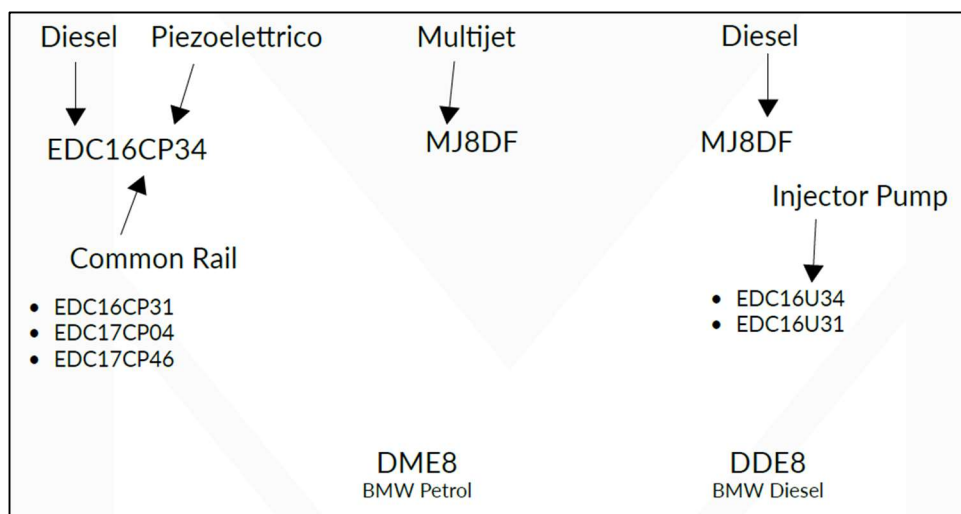 Diesel Piezoelettrico
EDC16CP34
Common Rail
• EDC16CP31
• EDC17CP04
• EDC17CP46
Multijet
MJ8DF
Diesel
MJ8DF
Injector Pump
• EDC16U34
• EDC16U31
DME8
BMW Petrol
DDE8
BMW Diesel